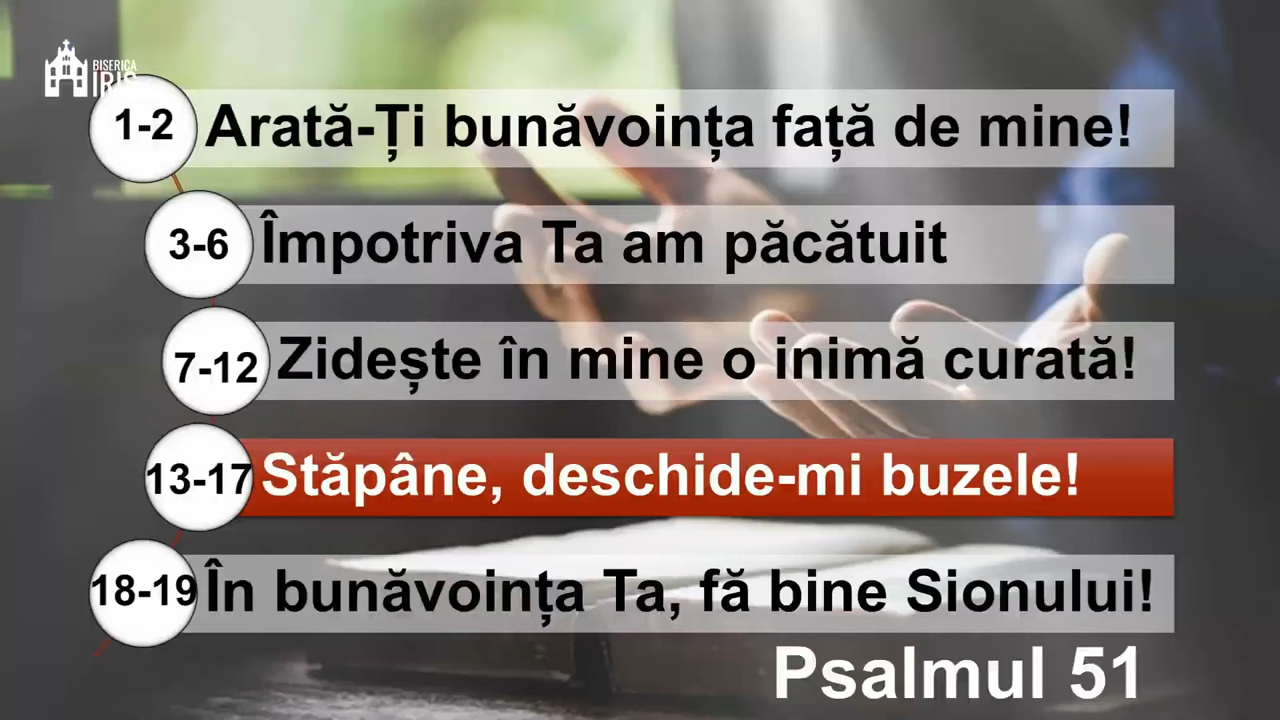 BISERICA
IRIS
1-2 Arată-Ți bunăvoința față de mine!
3-6 Împotriva Ta am păcătuit
7-12 Zidește în mine o inimă curată!
13-17 Stăpâne, deschide-mi buzele!
18-19 În bunăvoința Ta, fă bine Sionului!
Psalmul 51